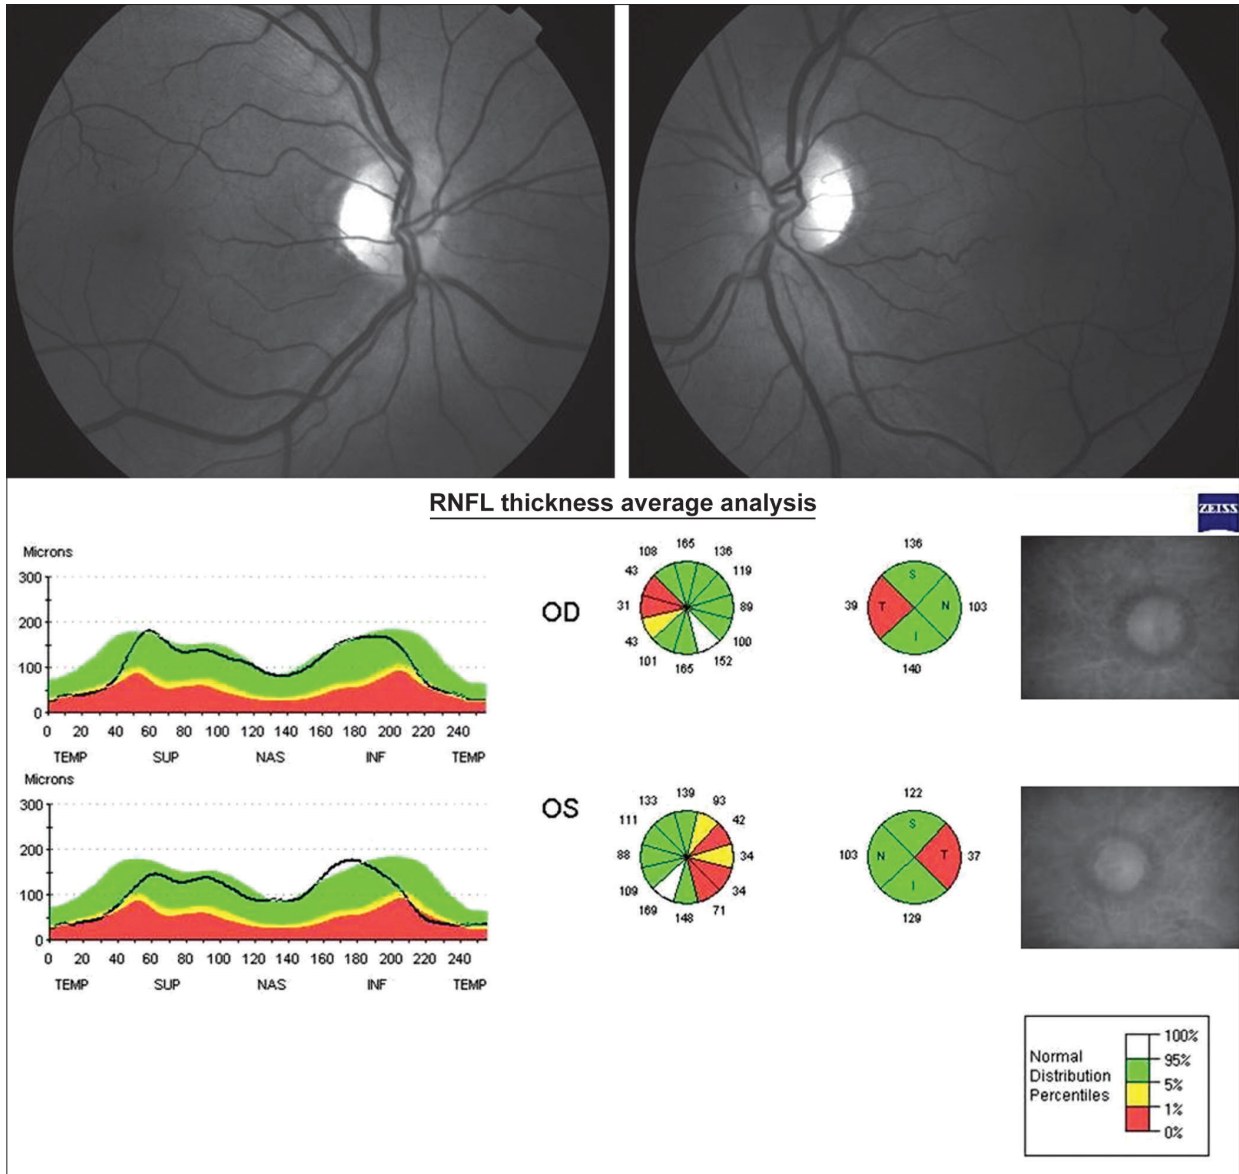 RNFL thickness average analysis
ZEISS
Microns
300
200
100
0
0 20 40 60 80 100 120 140 160 180 200 220 240
TEMP SUP NAS INF TEMP
OD
165
108 136
43 119
31 89
43 100
101 152
165
136
S
39 T N 103
I
140
Microns
300
200
100
0
0 20 40 60 80 100 120 140 160 180 200 220 240
TEMP SUP NAS INF TEMP
OS
139
133 93
111 42
88 34
109 34
169 71
148
122
S
103 N T 37
I
129
Normal
Distribution
Percentiles
100%
95%
5%
1%
0%